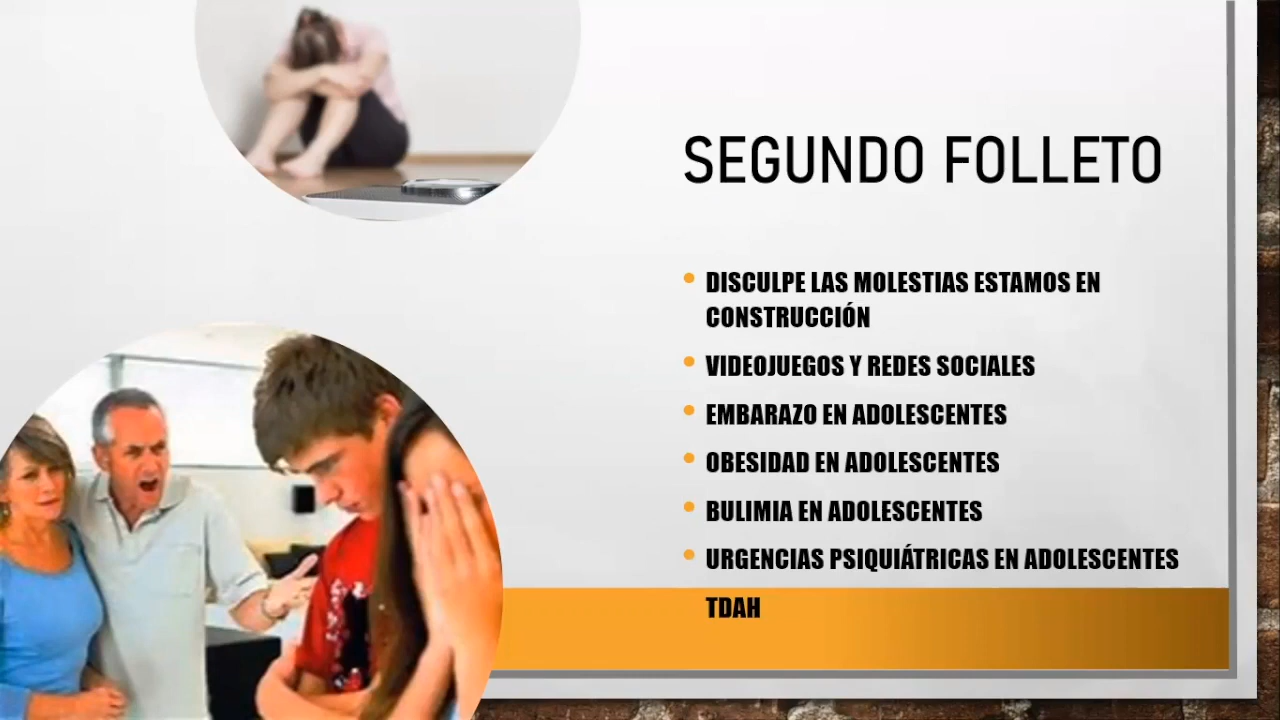 SEGUNDO FOLLETO
• DISCULPE LAS MOLESTIAS ESTAMOS EN
CONSTRUCCIÓN
• VIDEOJUEGOS Y REDES SOCIALES
• EMBARAZO EN ADOLESCENTES
• OBESIDAD EN ADOLESCENTES
• BULIMIA EN ADOLESCENTES
• URGENCIAS PSIQUIÁTRICAS EN ADOLESCENTES
TDAH